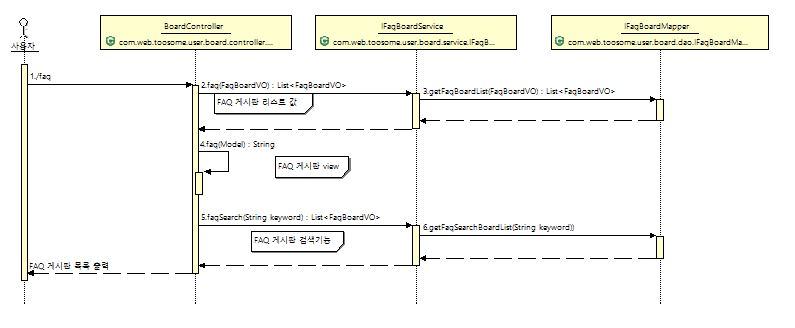 BoardController
com.web.toosome.user.board.controller....
IFaqBoardService
com.web.toosome.user.board.service.IFaqB...
IFaqBoardMapper
com.web.toosome.user.board.dao.IFaqBoardMa...
사용자
1./faq
2.faq(FaqBoardVO) : List<FaqBoardVO>
FAQ 게시판 리스트 값
3.getFaqBoardList(FaqBoardVO) : List<FaqBoardVO>
4.faq(Model) : String
FAQ 게시판 view
5.faqSearch(String keyword) : List<FaqBoardVO>
FAQ 게시판 검색기능
6.getFaqSearchBoardList(String keyword))
FAQ 게시판 목록 출력